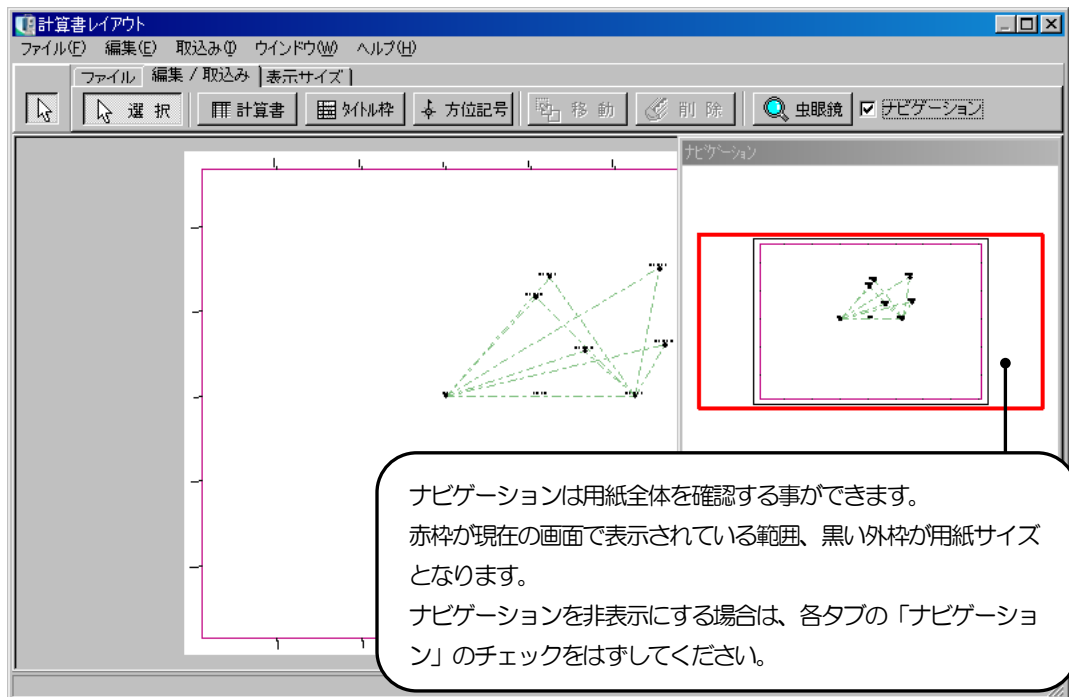 計算書レイアウト
ファイル(F) 編集(E) 取込み(I) ウインドウ(W) ヘルプ(H)
ファイル 編集 / 取込み 表示サイズ
選 択 計算書 タイトル枠 方位記号 移 動 削 除 虫眼鏡 ナビゲーション
ナビゲーション
ナビゲーションは用紙全体を確認する事ができます。
赤枠が現在の画面で表示されている範囲、黒い外枠が用紙サイズ
となります。
ナビゲーションを非表示にする場合は、各タブの「ナビゲーショ
ン」のチェックをはずしてください。